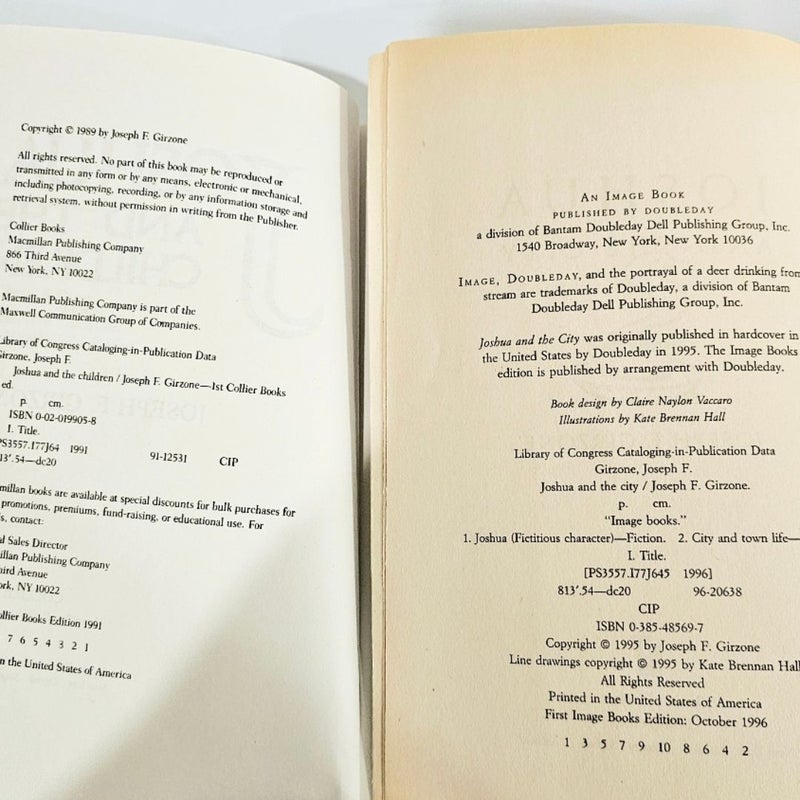 Copyright © 1989 by Joseph F. Girzone
All rights reserved. No part of this book may be reproduced or
transmitted in any form or by any means, electronic or mechanical,
including photocopying, recording, or by any information storage and
retrieval system, without permission in writing from the Publisher.
Collier Books
Macmillan Publishing Company
866 Third Avenue
New York, NY 10022
Macmillan Publishing Company is part of the
Maxwell Communication Group of Companies.
Library of Congress Cataloging-in-Publication Data
Girzone, Joseph F.
Joshua and the children / Joseph F. Girzone—1st Collier Books
ed.
p. cm.
ISBN 0-02-019905-8
I. Title.
PS3557.I77J64 1991
13'.54—dc20 91-12531 CIP
millan books are available at special discounts for bulk purchases for
promotions, premiums, fund-raising, or educational use. For
s, contact:
l Sales Director
illan Publishing Company
ird Avenue
ork, NY 10022
ollier Books Edition 1991
7 6 5 4 3 2 1
n the United States of America
AN IMAGE BOOK
PUBLISHED BY DOUBLEDAY
a division of Bantam Doubleday Dell Publishing Group, Inc.
1540 Broadway, New York, New York 10036
IMAGE, DOUBLEDAY, and the portrayal of a deer drinking from
stream are trademarks of Doubleday, a division of Bantam
Doubleday Dell Publishing Group, Inc.
Joshua and the City was originally published in hardcover in
the United States by Doubleday in 1995. The Image Books
edition is published by arrangement with Doubleday.
Book design by Claire Naylon Vaccaro
Illustrations by Kate Brennan Hall
Library of Congress Cataloging-in-Publication Data
Girzone, Joseph F.
Joshua and the city / Joseph F. Girzone.
p. cm.
"Image books."
1. Joshua (Fictitious character)—Fiction. 2. City and town life—
I. Title.
[PS3557.I77J645 1996]
813'.54—dc20 96-20638
CIP
ISBN 0-385-48569-7
Copyright © 1995 by Joseph F. Girzone
Line drawings copyright © 1995 by Kate Brennan Hall
All Rights Reserved
Printed in the United States of America
First Image Books Edition: October 1996
1 3 5 7 9 10 8 6 4 2